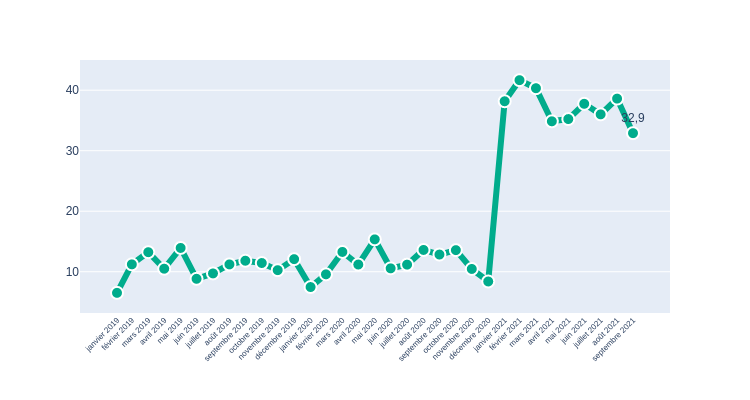 40
30
20
10
32,9
janvier 2019
février 2019
mars 2019
avril 2019
mai 2019
juin 2019
juillet 2019
août 2019
septembre 2019
octobre 2019
novembre 2019
décembre 2019
janvier 2020
février 2020
mars 2020
avril 2020
mai 2020
juin 2020
juillet 2020
août 2020
septembre 2020
octobre 2020
novembre 2020
décembre 2020
janvier 2021
février 2021
mars 2021
avril 2021
mai 2021
juin 2021
juillet 2021
août 2021
septembre 2021